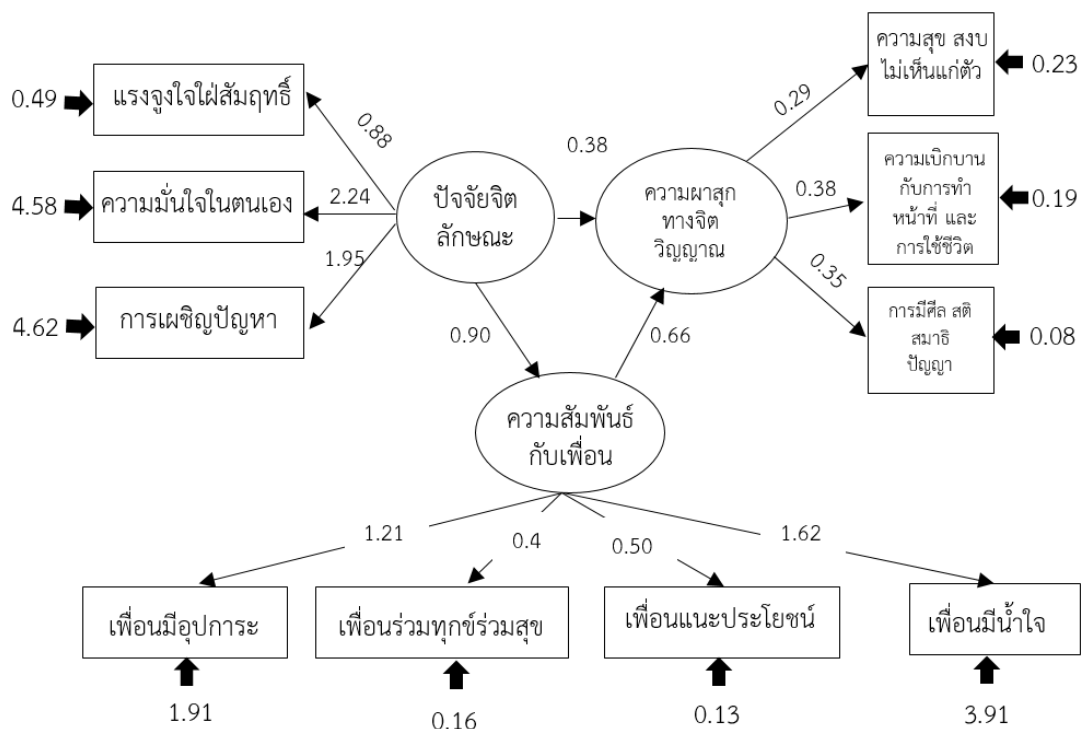 ความสุข สงบ
ไม่เห็นแก่ตัว
0.23
0.49
แรงจูงใจใฝ่สัมฤทธิ์
0.88
0.29
0.38
4.58
ความมั่นใจในตนเอง
2.24
ปัจจัยจิต
ลักษณะ
ความผาสุก
ทางจิต
วิญญาณ
0.38
ความเบิกบาน
กับการทำ
หน้าที่ และ
การใช้ชีวิต
0.19
4.62
การเผชิญปัญหา
1.95
0.35
การมีศีล สติ
สมาธิ
ปัญญา
0.08
0.90
0.66
ความสัมพันธ์
กับเพื่อน
1.21
0.4
0.50
1.62
เพื่อนมีอุปการะ
เพื่อนร่วมทุกข์ร่วมสุข
เพื่อนแนะประโยชน์
เพื่อนมีน้ำใจ
1.91
0.16
0.13
3.91